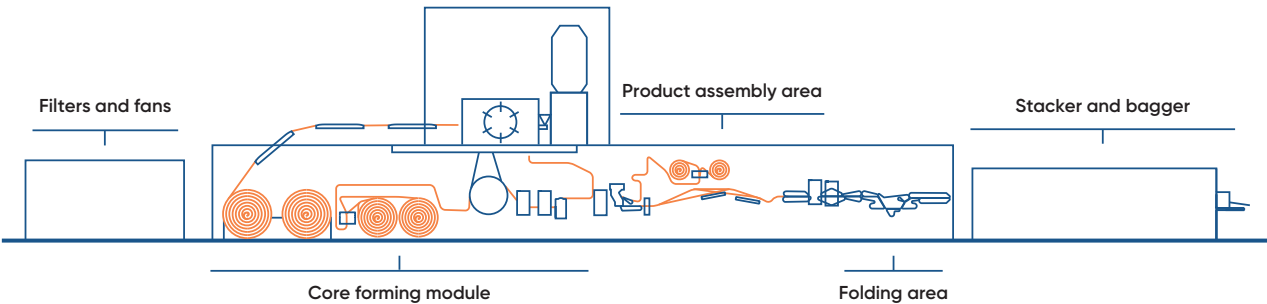 Filters and fans
Product assembly area
Stacker and bagger
Core forming module
Folding area